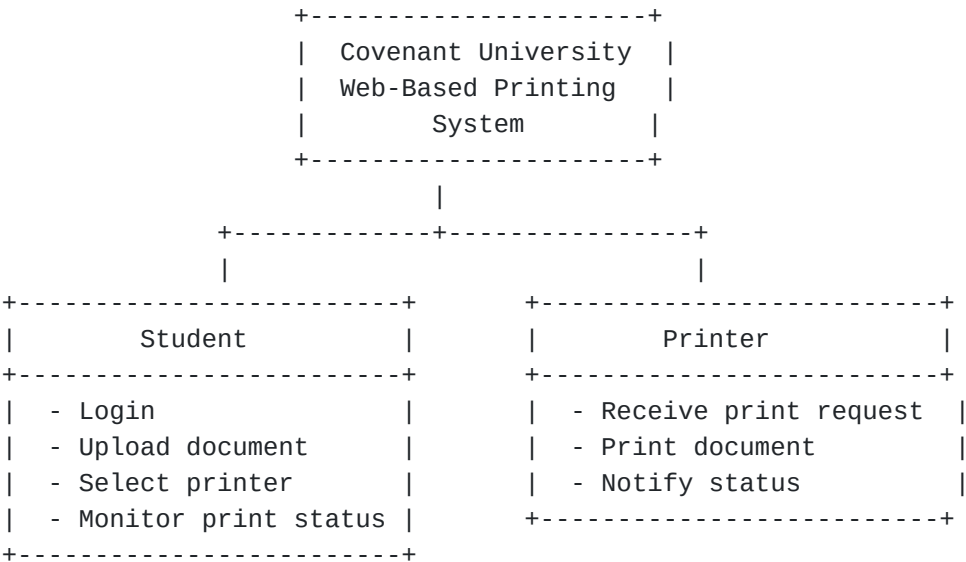 Covenant University
Web-Based Printing
System
Student
- Login
- Upload document
- Select printer
- Monitor print status
Printer
- Receive print request
- Print document
- Notify status